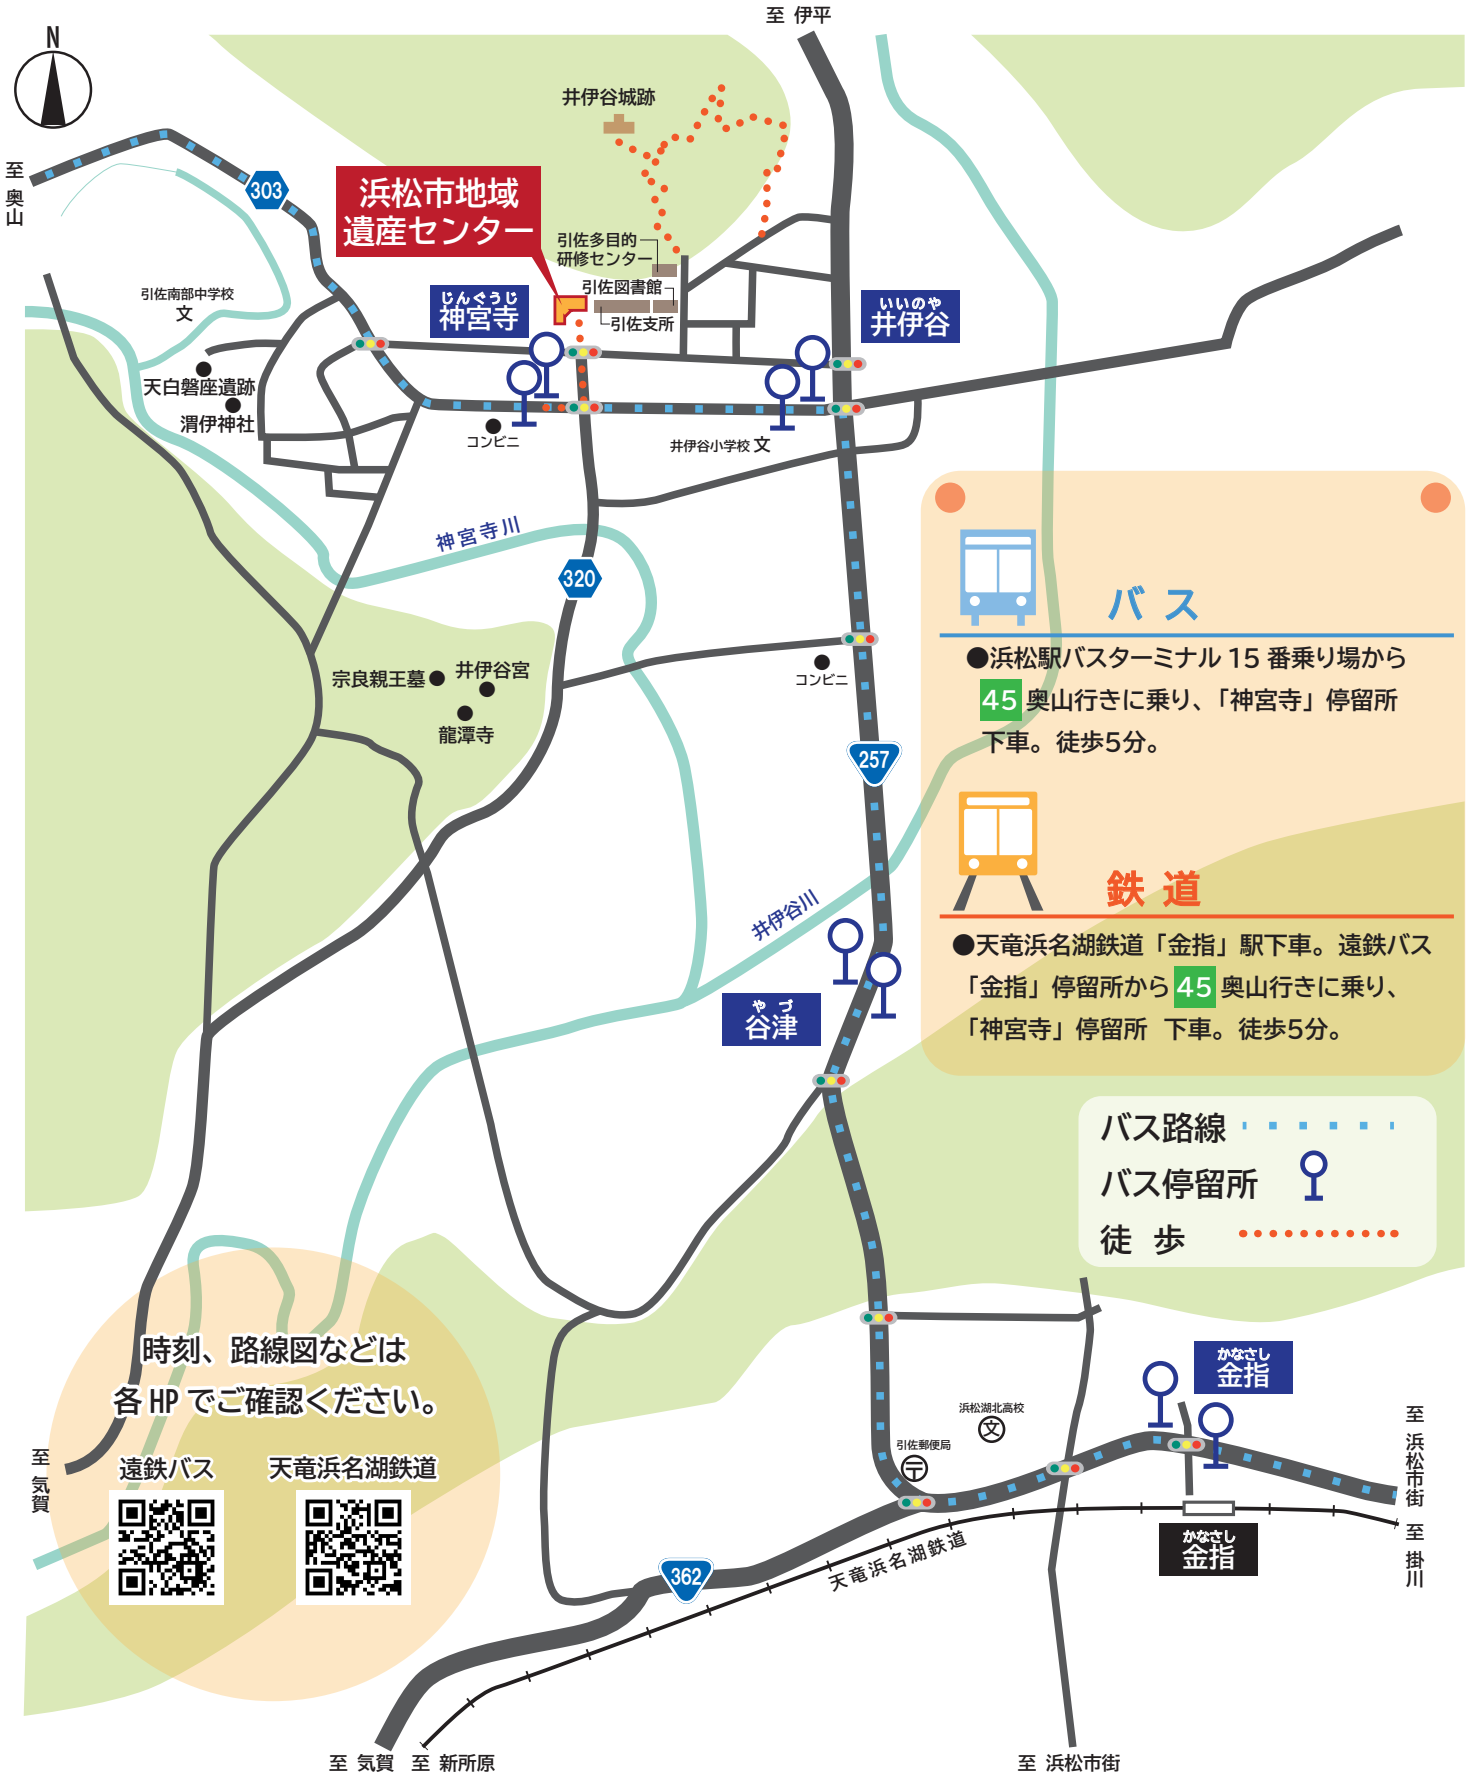 至 伊平
N
井伊谷城跡
至 奥山
303
浜松市地域
遺産センター
引佐多目的
研修センター
引佐図書館
引佐支所
引佐南部中学校
文
じんぐうじ
神宮寺
いいのや
井伊谷
天白磐座遺跡
渭伊神社
コンビニ
井伊谷小学校 文
神宮寺川
320
バス
●浜松駅バスターミナル 15 番乗り場から
45 奥山行きに乗り、「神宮寺」停留所
下車。徒歩5分。
宗良親王墓
井伊谷宮
龍潭寺
コンビニ
257
鉄道
●天竜浜名湖鉄道「金指」駅下車。遠鉄バス
「金指」停留所から 45 奥山行きに乗り、
「神宮寺」停留所 下車。徒歩5分。
井伊谷川
やづ
谷津
バス路線
バス停留所
徒 歩
時刻、路線図などは
各 HP でご確認ください。
遠鉄バス
天竜浜名湖鉄道
至 気賀
かなさし
金指
浜松湖北高校
文
引佐郵便局
〒
至 浜松市街
至 掛川
かなさし
金指
天竜浜名湖鉄道
362
至 気賀
至 新所原
至 浜松市街